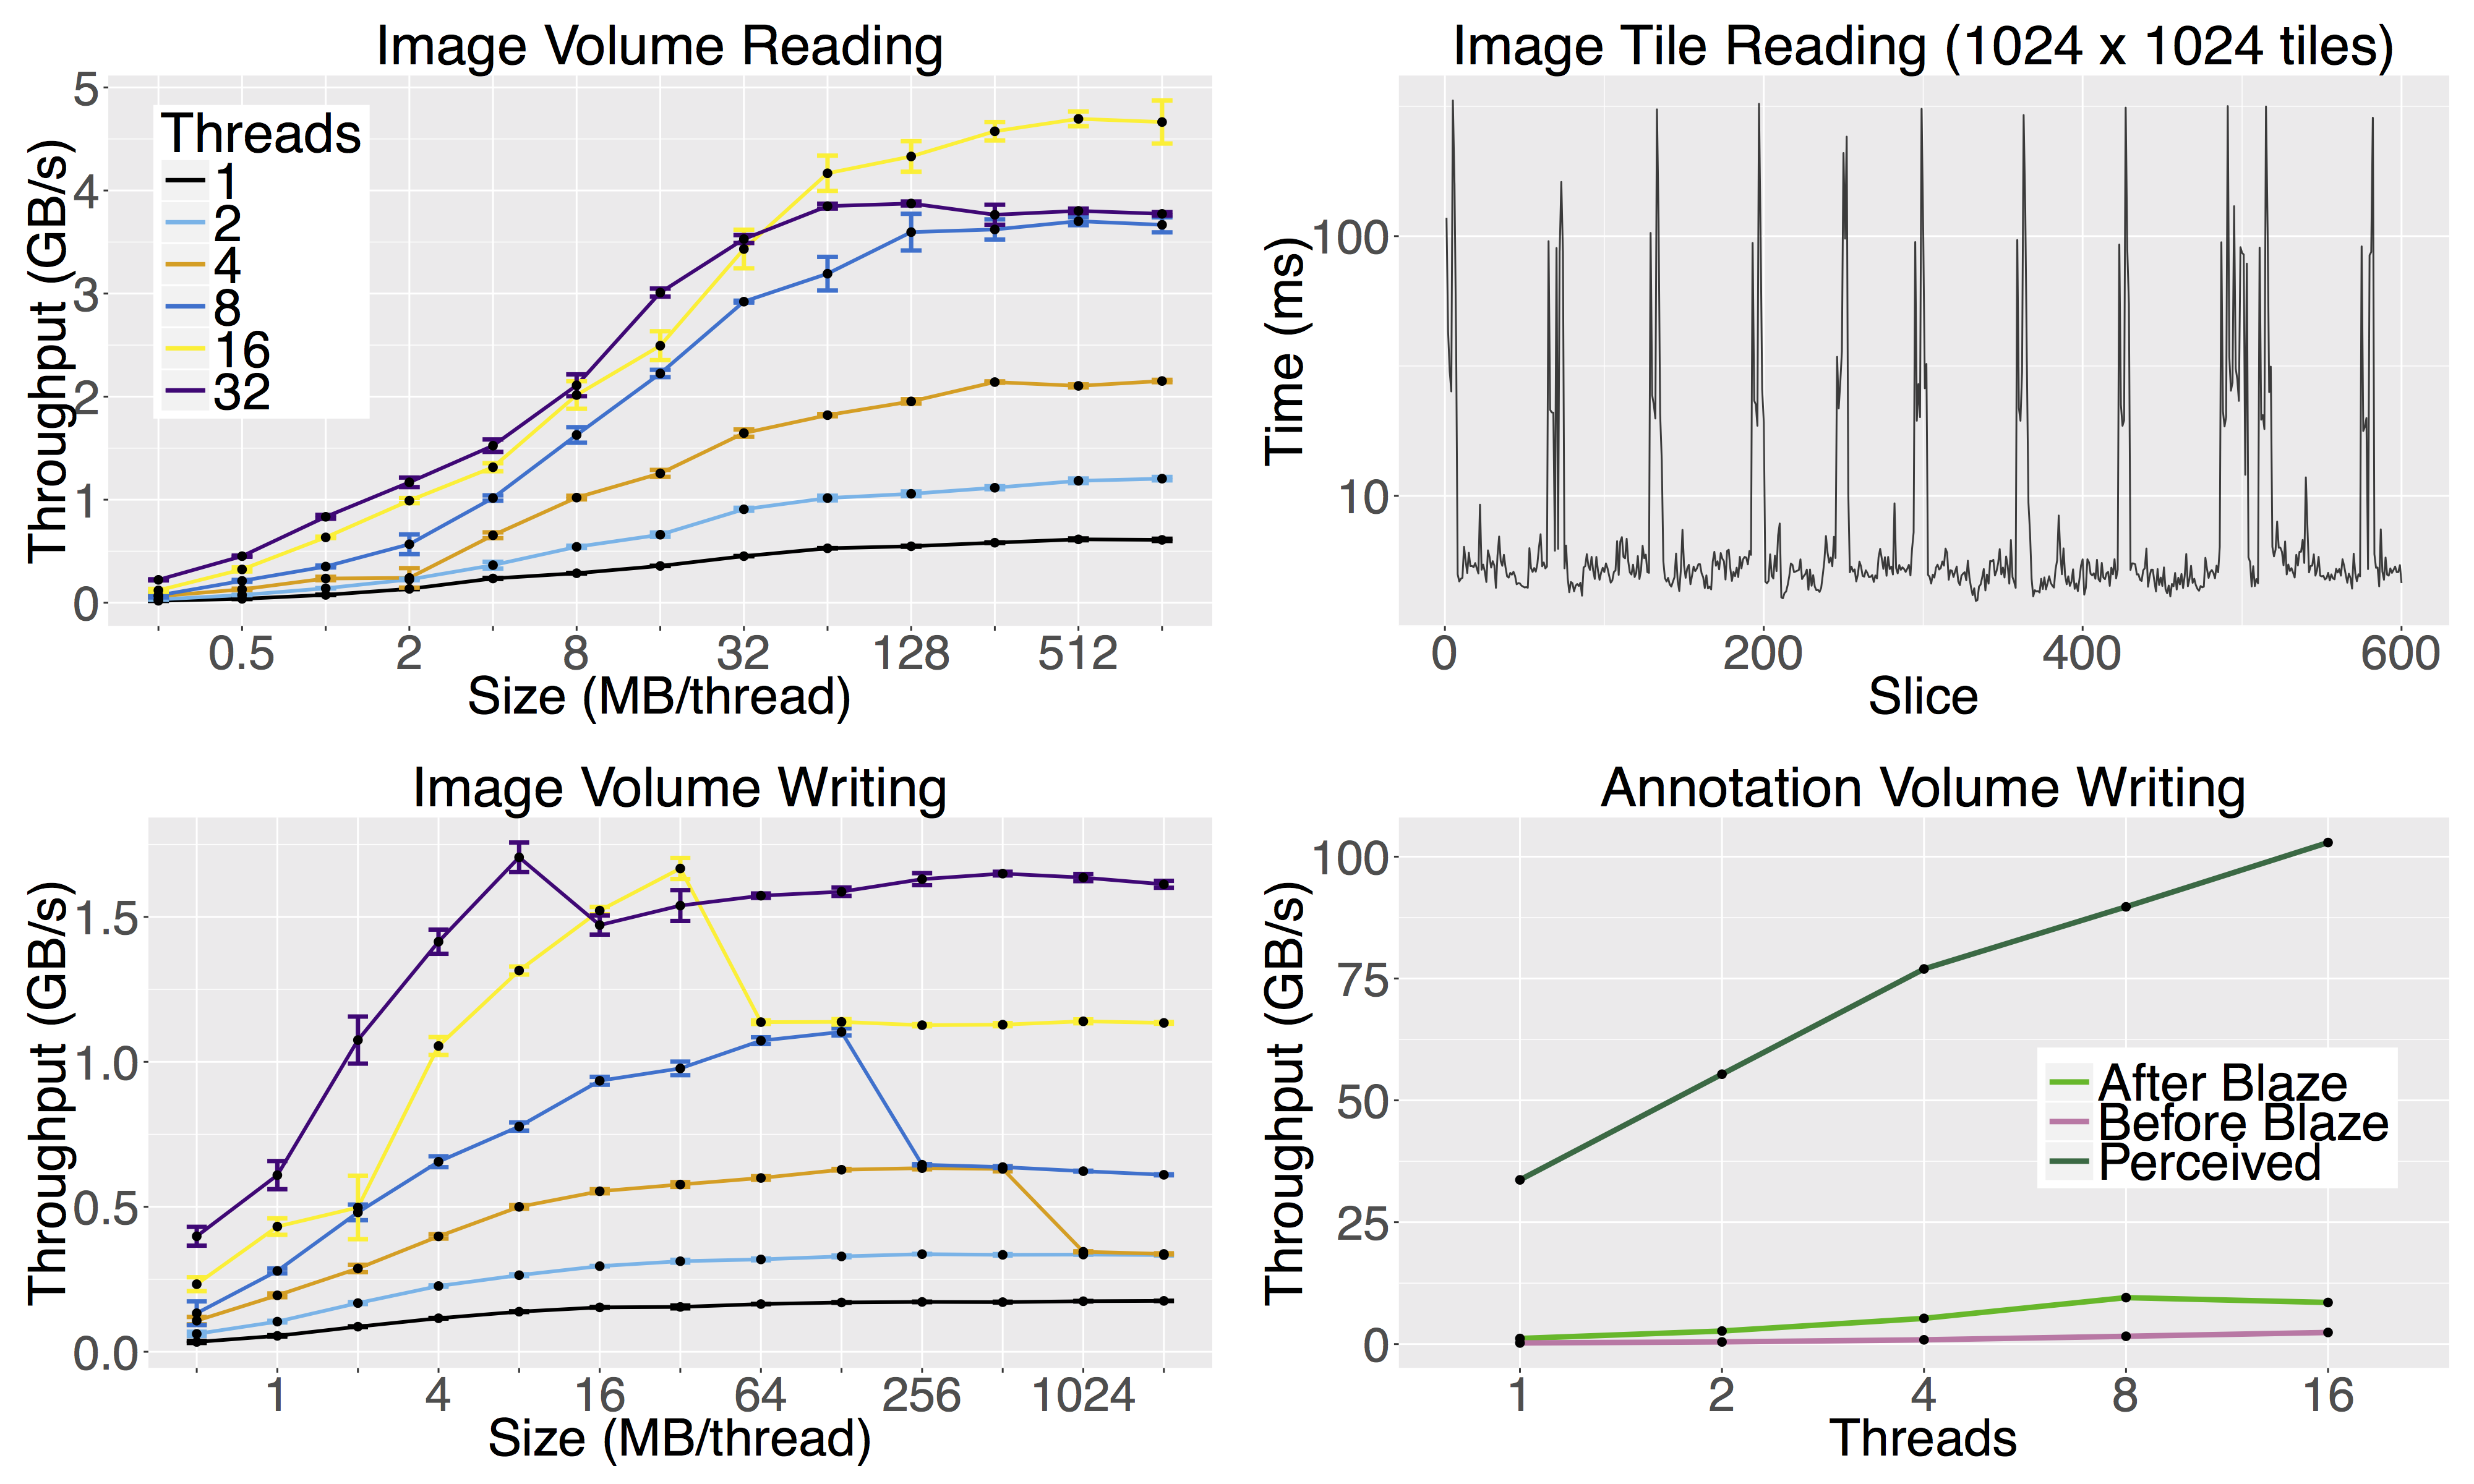 Image Volume Reading
5
4
3
2
1
0
Throughput (GB/s)
Threads
1
2
4
8
16
32
0.5 2 8 32 128 512
Size (MB/thread)
Image Tile Reading (1024 x 1024 tiles)
100
10
Time (ms)
0 200 400 600
Slice
Image Volume Writing
1.5
1.0
0.5
0.0
Throughput (GB/s)
1 4 16 64 256 1024
Size (MB/thread)
Annotation Volume Writing
100
75
50
25
0
Throughput (GB/s)
After Blaze
Before Blaze
Perceived
1 2 4 8 16
Threads